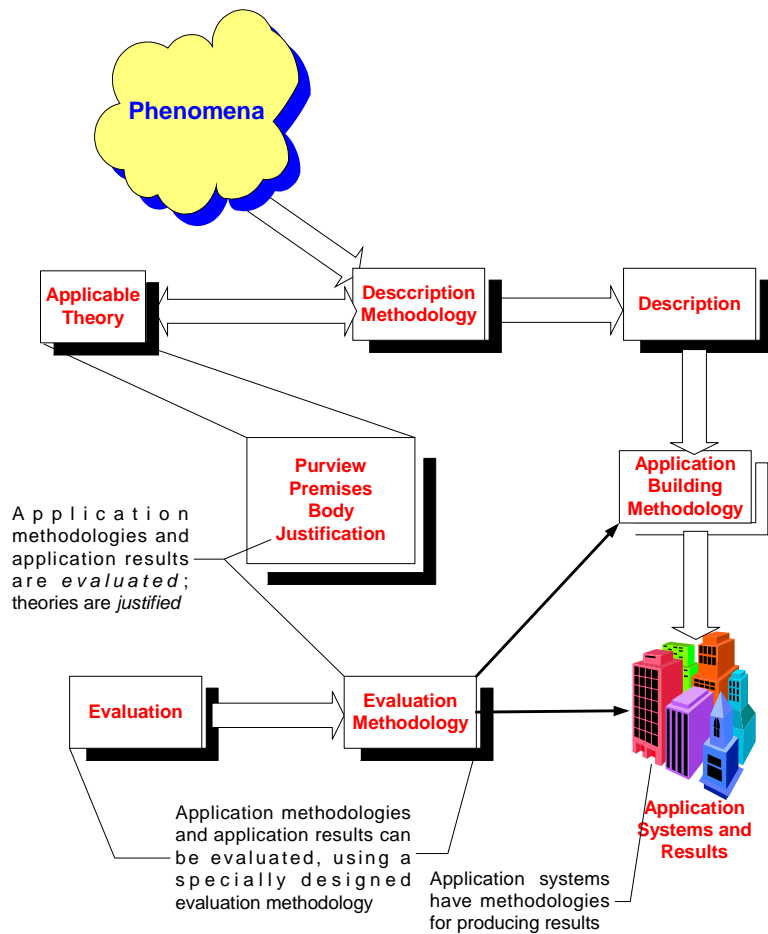 Phenomena
Applicable
Theory
Desccription
Methodology
Description
Purview
Premises
Body
Justification
Application
Building
Methodology
Application
methodologies and
application results
are evaluated;
theories are justified
Evaluation
Evaluation
Methodology
Application
Systems and
Results
Application methodologies
and application results can
be evaluated, using a
specially designed
evaluation methodology
Application systems
have methodologies
for producing results